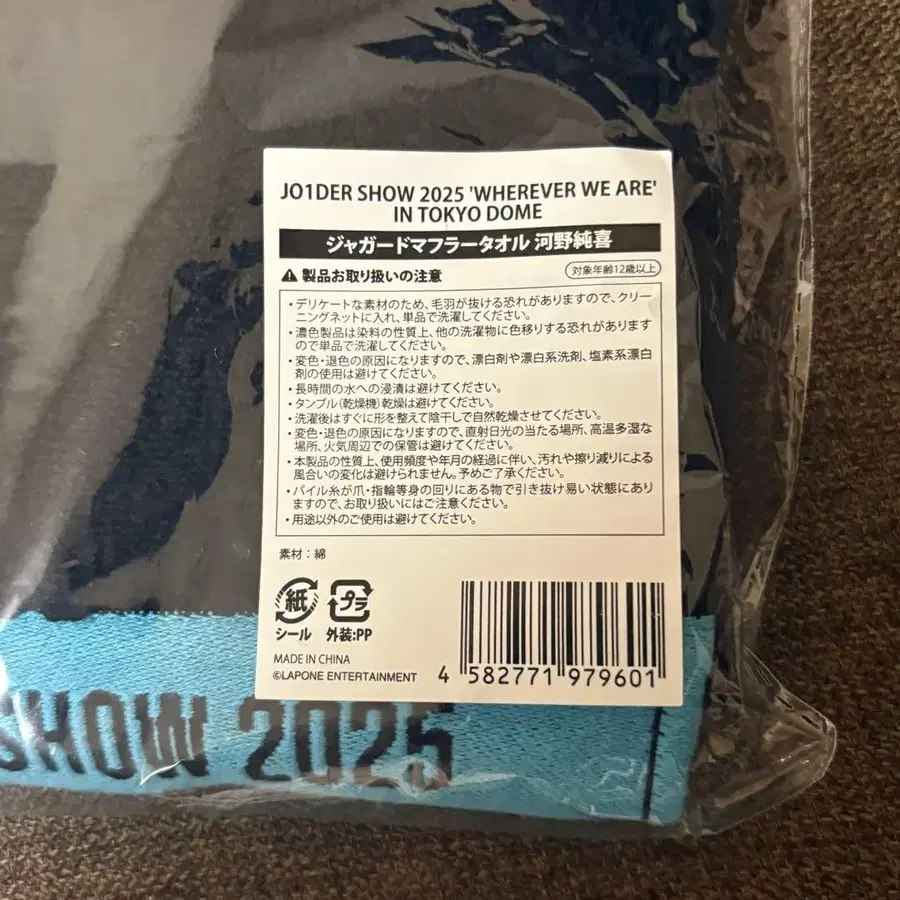 JO1DER SHOW 2025 'WHEREVER WE ARE'
IN TOKYO DOME
ジャガードマフラータオル 河野純喜
製品お取り扱いの注意
対象年齢12歳以上
・デリケートな素材のため、毛羽が抜ける恐れがありますので、クリー
ニングネットに入れ、単品で洗濯してください。
・濃色製品は染料の性質上、他の洗濯物に色移りする恐れがあります
ので単品で洗濯してください。
・変色・退色の原因になりますので、漂白剤や漂白系洗剤、塩素系漂白
剤の使用は避けてください。
・長時間の水への浸漬は避けてください。
・タンブル(乾燥機)乾燥は避けてください。
・洗濯後はすぐに形を整えて陰干しで自然乾燥させてください。
・変色・退色の原因になりますので、直射日光の当たる場所、高温多湿な
場所、火気周辺での保管は避けてください。
・本製品の性質上、使用頻度や年月の経過に伴い、汚れや擦り減りによる
風合いの変化は避けられません。予めご了承ください。
・パイル糸が爪・指輪等身の回りにある物で引き抜け易い状態にあり
ますので、お取り扱いにはご注意ください。
・用途以外のご使用は避けてください。
素材：綿
紙
プラ
シール
外装:PP
MADE IN CHINA
©LAPONE ENTERTAINMENT
4 582771 979601
SHOW 2025